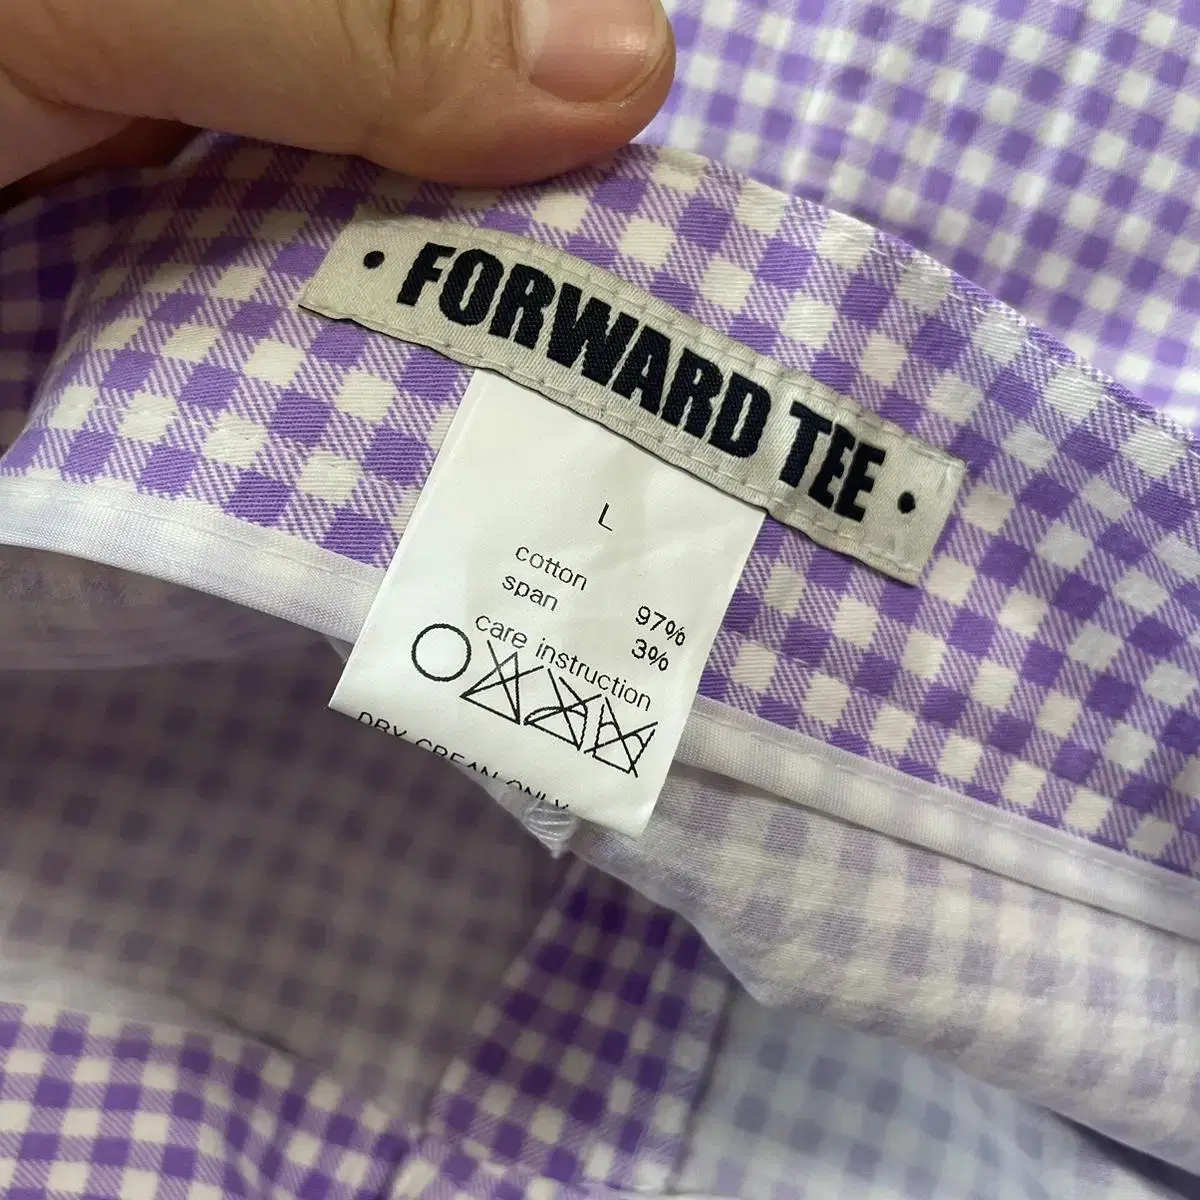 · FORWARD TEE ·
L
cotton 97%
span 3%
care instruction
DRY CREAN ONLY